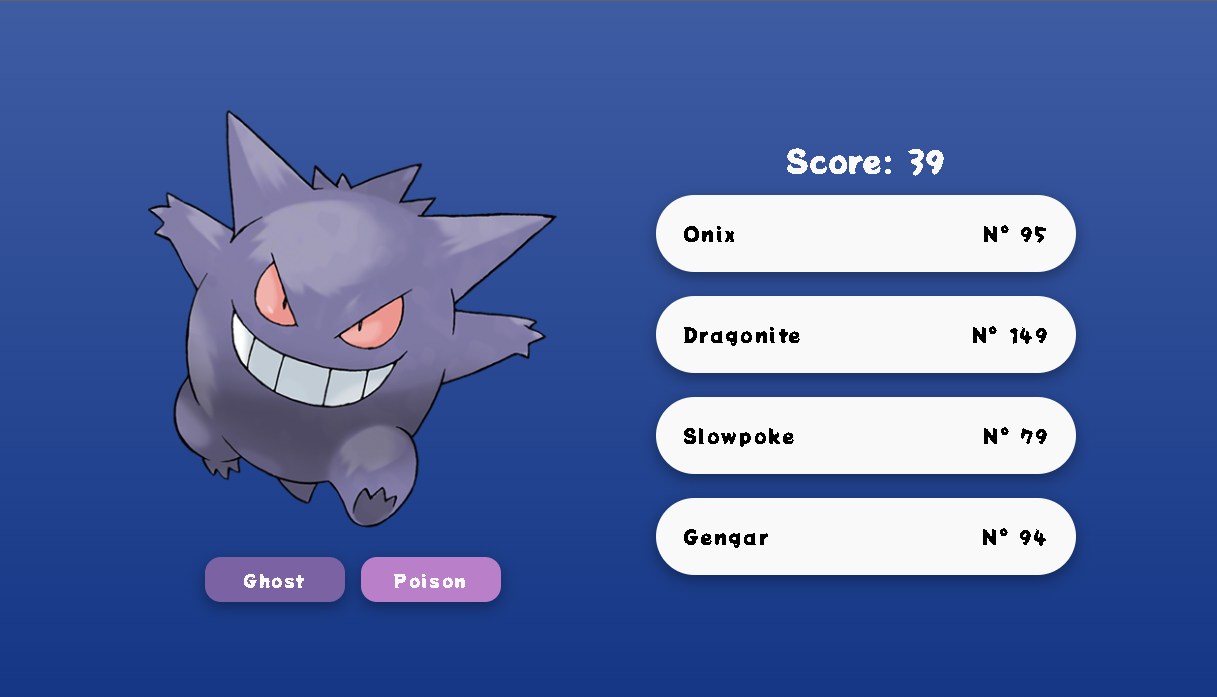 Score: 39
Onix N° 95
Dragonite N° 149
Slowpoke N° 79
Gengar N° 94
Ghost Poison